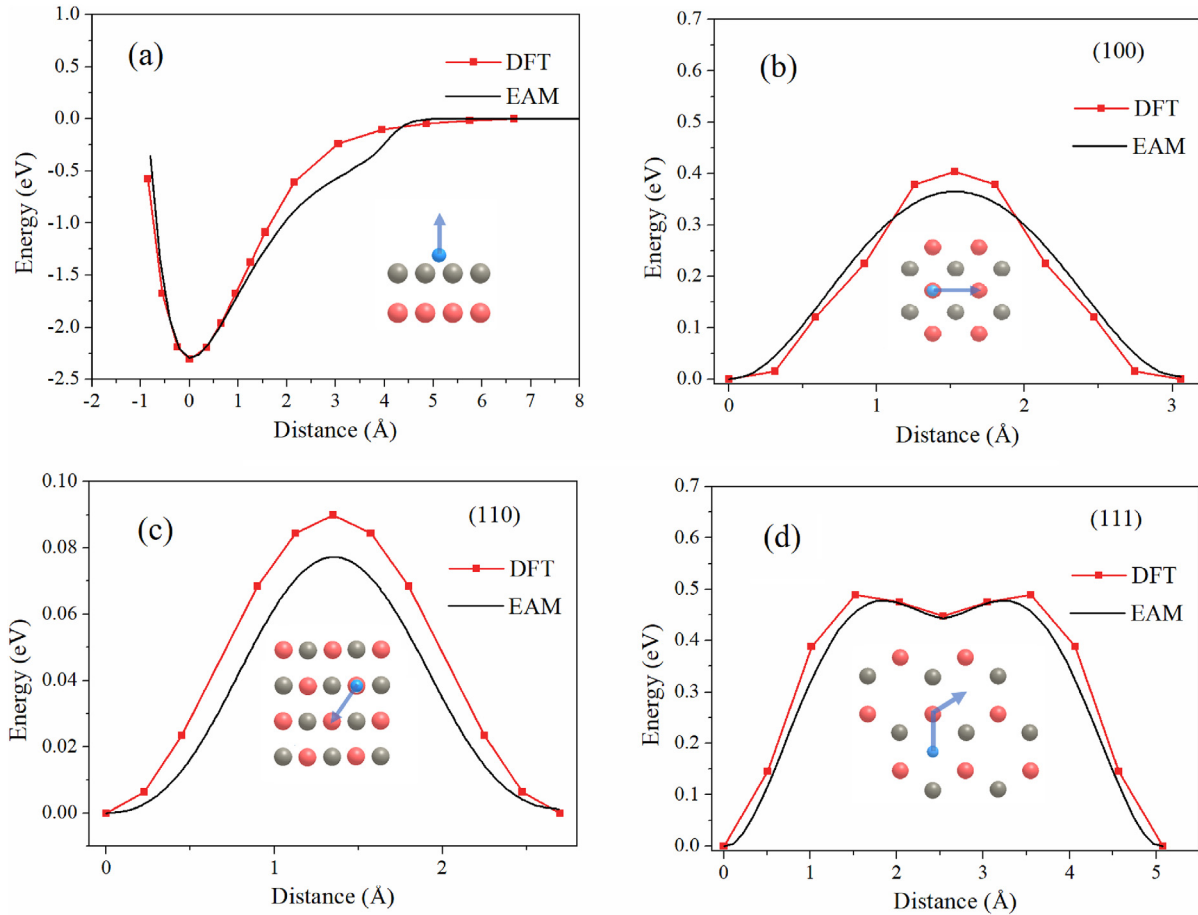 (a)
DFT
EAM
1.0
0.5
0.0
-0.5
-1.0
-1.5
-2.0
-2.5
-2 -1 0 1 2 3 4 5 6 7 8
Energy (eV)
Distance (Å)
(b)
(100)
DFT
EAM
0.7
0.6
0.5
0.4
0.3
0.2
0.1
0.0
0 1 2 3
Energy (eV)
Distance (Å)
(c)
(110)
DFT
EAM
0.10
0.08
0.06
0.04
0.02
0.00
0 1 2
Energy (eV)
Distance (Å)
(d)
(111)
DFT
EAM
0.7
0.6
0.5
0.4
0.3
0.2
0.1
0.0
0 1 2 3 4 5
Energy (eV)
Distance (Å)